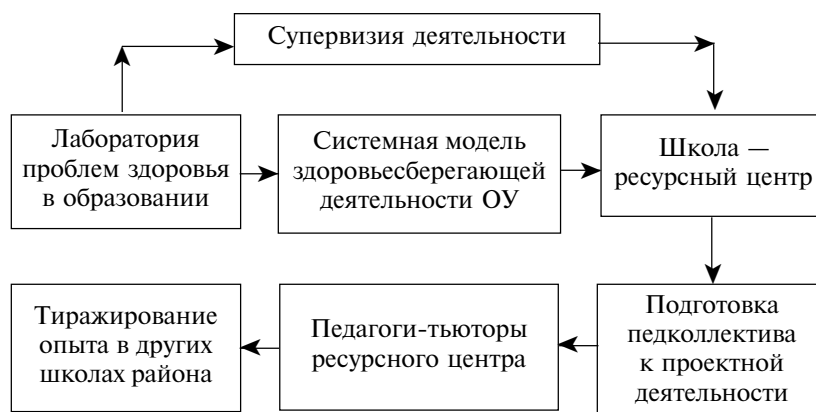 Супервизия деятельности
Лаборатория
проблем здоровья
в образовании
Системная модель
здоровьесберегающей
деятельности ОУ
Школа —
ресурсный центр
Тиражирование
опыта в других
школах района
Педагоги-тьюторы
ресурсного центра
Подготовка
педколлектива
к проектной
деятельности